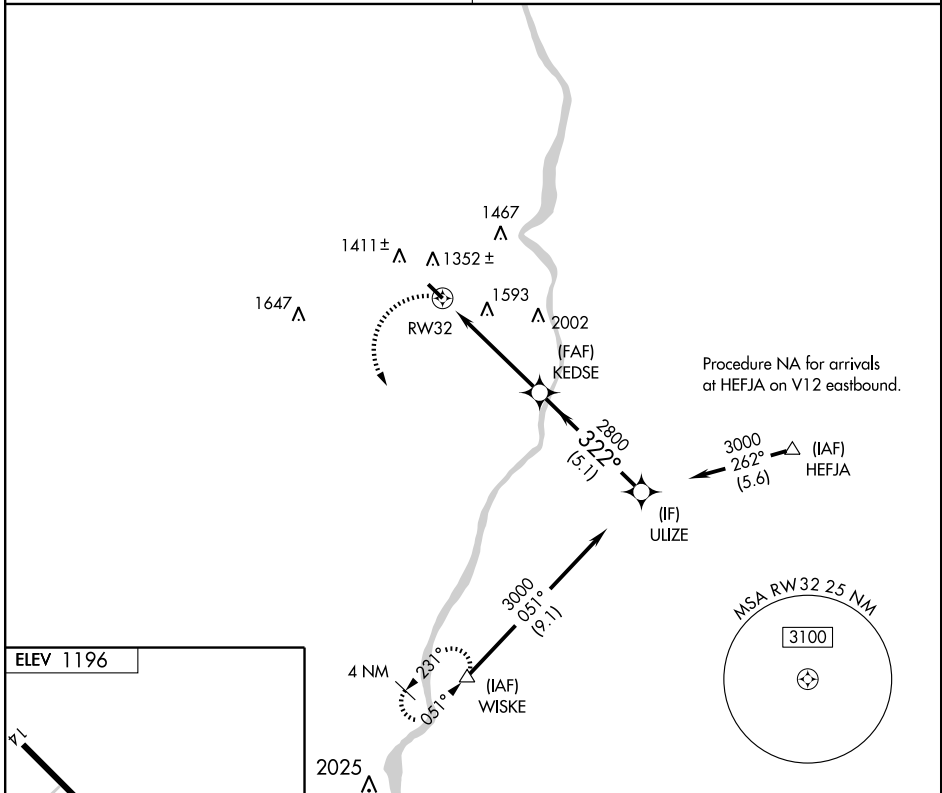 1467
1411±
1352 ±
1647
1593
2002
RW32
(FAF)
KEDSE
Procedure NA for arrivals
at HEFJA on V12 eastbound.
2800
322°
(5.1)
3000
262°
(5.6)
(IAF)
HEFJA
(IF)
ULIZE
3000
051°
(9.1)
MSA RW32 25 NM
3100
ELEV 1196
4 NM
231°
051°
(IAF)
WISKE
14
2025